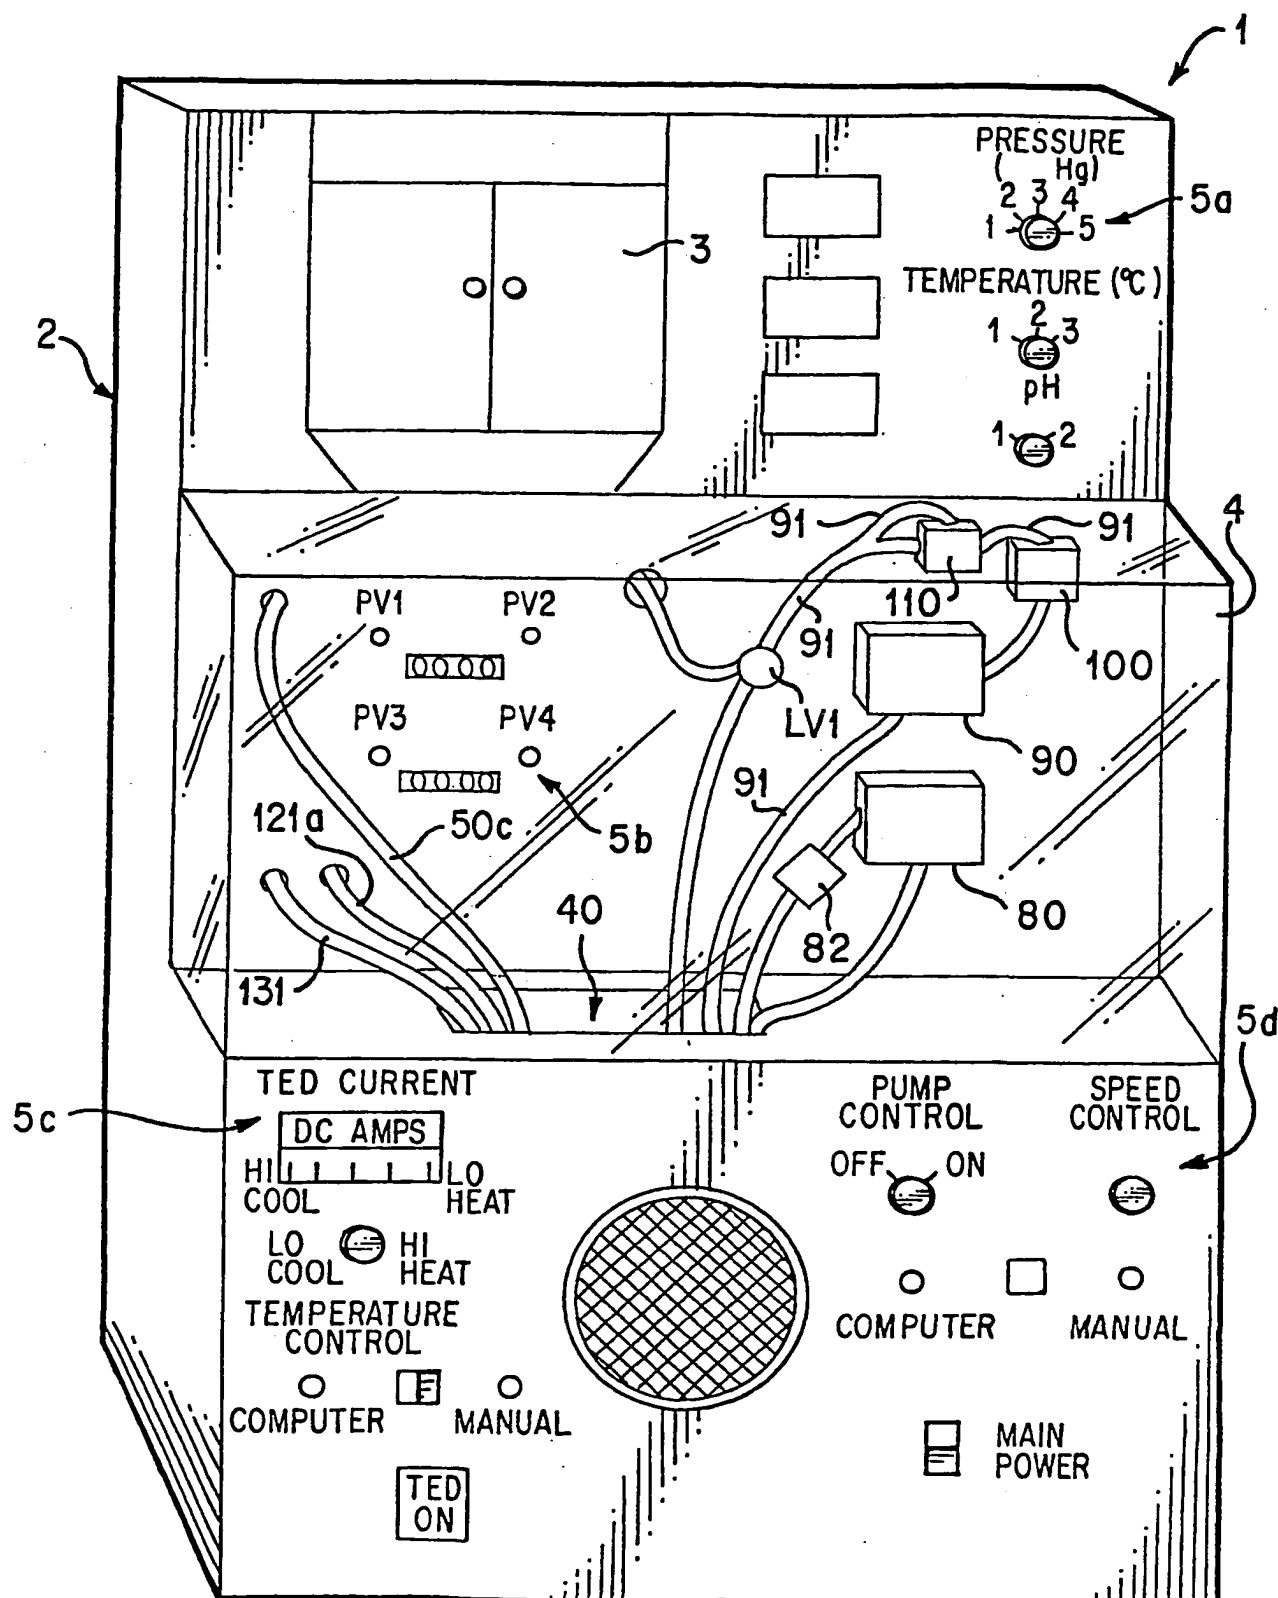 1
PRESSURE
( Hg)
1 2 3 4 5
5a
3
TEMPERATURE (°C)
1 2 3
2
pH
1 2
91
91
4
PV1
PV2
110
91
100
PV3
PV4
LV1
90
91
121a
50c
5b
40
80
82
131
5d
TED CURRENT
5c
DC AMPS
HI COOL
LO HEAT
LO COOL
HI HEAT
TEMPERATURE
CONTROL
COMPUTER
MANUAL
TED
ON
PUMP
CONTROL
SPEED
CONTROL
OFF
ON
COMPUTER
MANUAL
MAIN
POWER